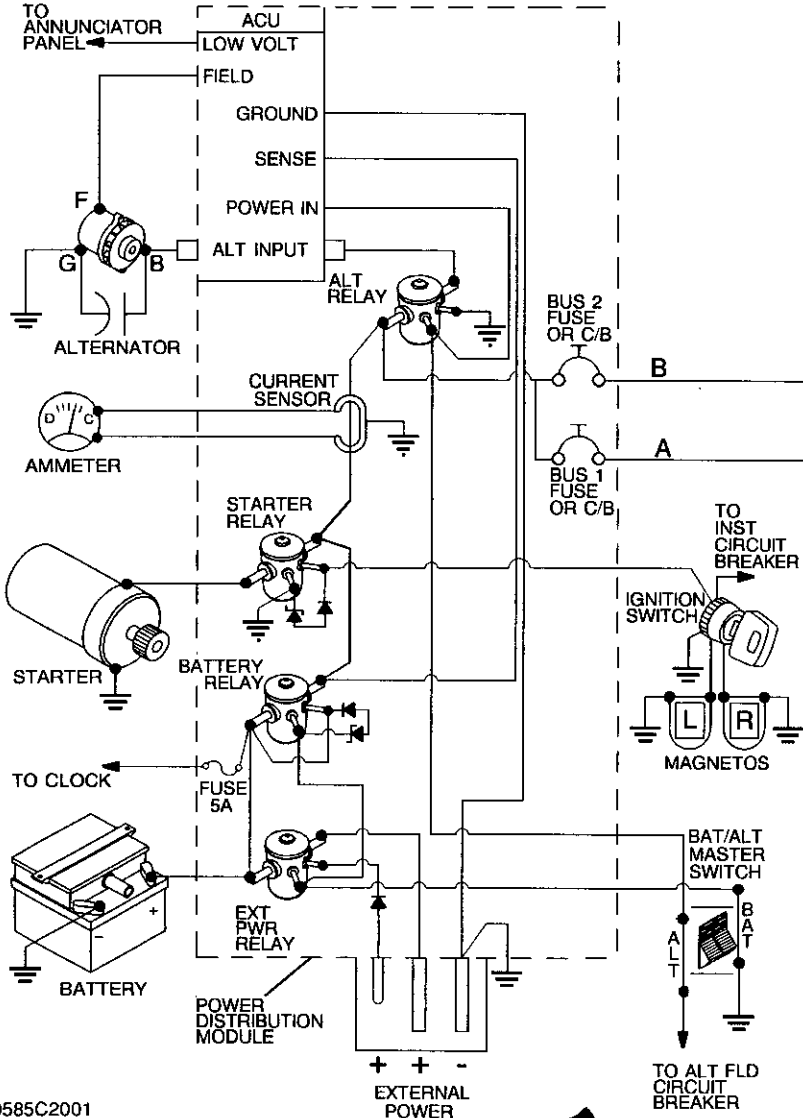 TO
ANNUNCIATOR
PANEL
ACU
LOW VOLT
FIELD
GROUND
SENSE
POWER IN
ALT INPUT
F
G
B
ALTERNATOR
ALT
RELAY
BUS 2
FUSE
OR C/B
B
A
BUS 1
FUSE
OR C/B
CURRENT
SENSOR
D
C
AMMETER
STARTER
RELAY
TO
INST
CIRCUIT
BREAKER
IGNITION
SWITCH
STARTER
BATTERY
RELAY
L
R
MAGNETOS
TO CLOCK
FUSE
5A
BAT/ALT
MASTER
SWITCH
EXT
PWR
RELAY
ALT
BAT
-
+
BATTERY
POWER
DISTRIBUTION
MODULE
+ + -
EXTERNAL
POWER
TO ALT FLD
CIRCUIT
BREAKER
0585C2001